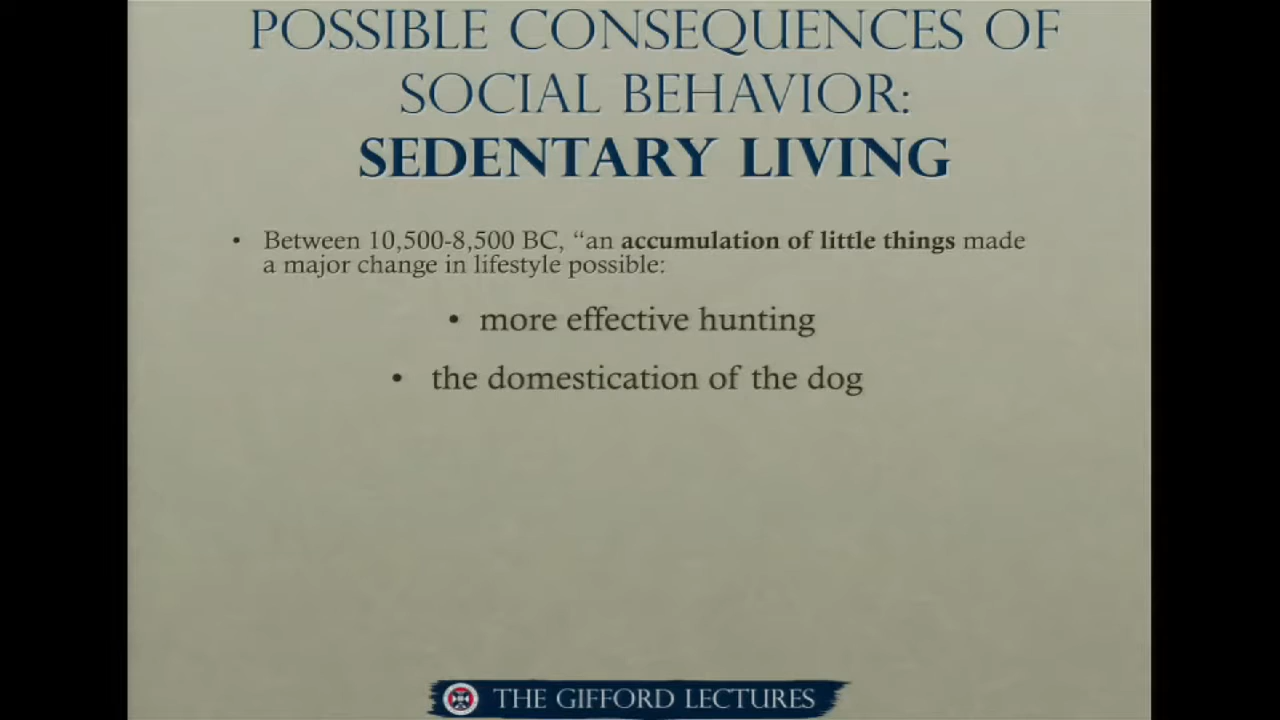 POSSIBLE CONSEQUENCES OF
SOCIAL BEHAVIOR:
SEDENTARY LIVING
• Between 10,500-8,500 BC, “an accumulation of little things made
a major change in lifestyle possible:
• more effective hunting
• the domestication of the dog
THE GIFFORD LECTURES